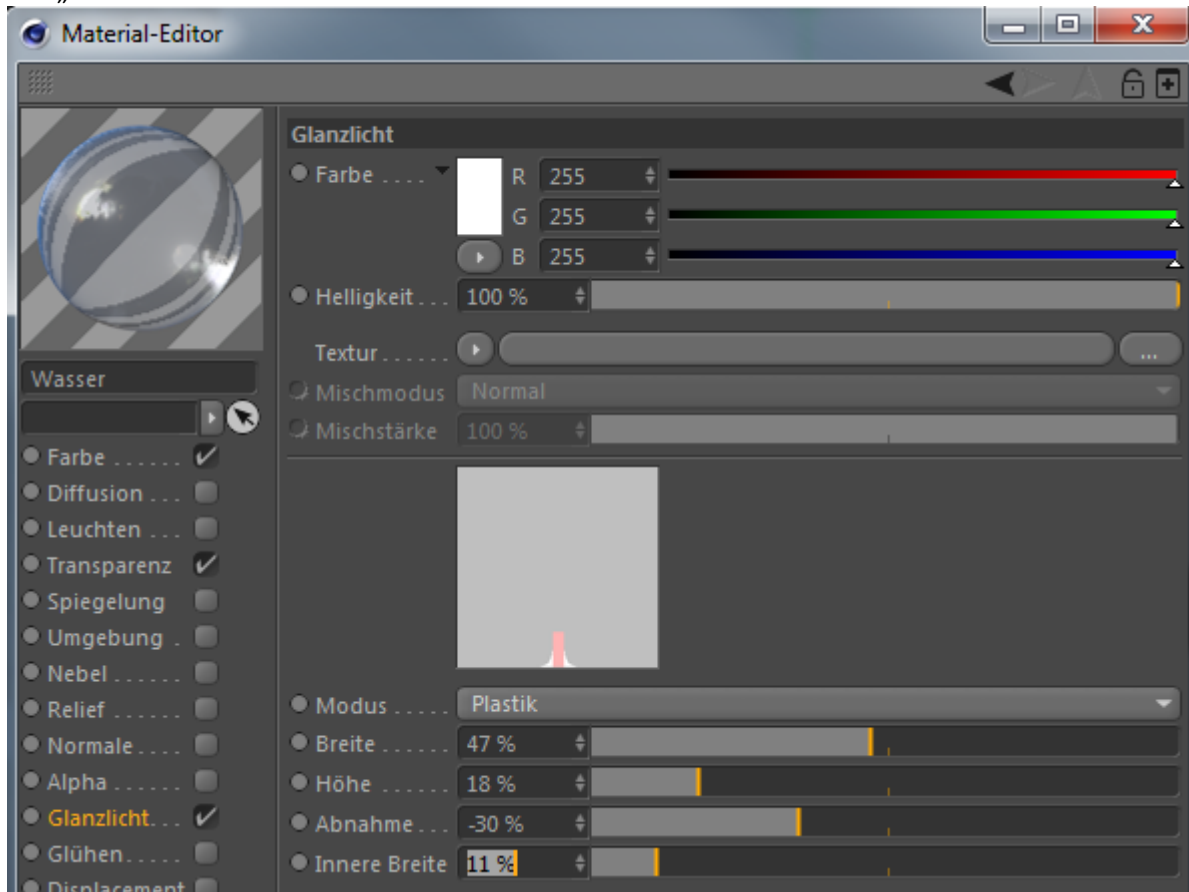 „
Material-Editor
Glanzlicht
Farbe .... R 255
G 255
B 255
Helligkeit... 100 %
Textur...... ...
Mischmodus Normal
Mischstärke 100 %
Wasser
Farbe ......
Diffusion ...
Leuchten ...
Transparenz
Spiegelung
Umgebung .
Nebel ......
Relief ......
Normale....
Alpha ......
Glanzlicht...
Glühen.....
Displacement
Modus ..... Plastik
Breite ...... 47 %
Höhe ...... 18 %
Abnahme... -30 %
Innere Breite 11 %